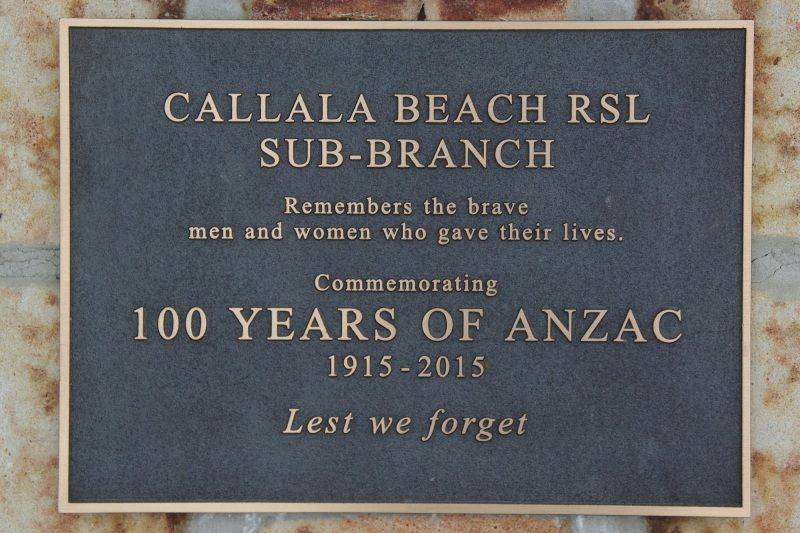 CALLALA BEACH RSL
SUB-BRANCH
Remembers the brave
men and women who gave their lives.
Commemorating
100 YEARS OF ANZAC
1915 - 2015
Lest we forget